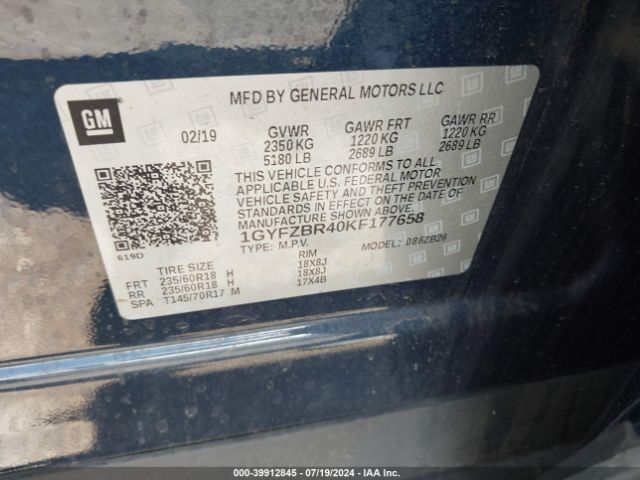 GM
MFD BY GENERAL MOTORS LLC
02/19 GVWR GAWR FRT GAWR RR
2350 KG 1220 KG 1220 KG
5180 LB 2689 LB 2689 LB
THIS VEHICLE CONFORMS TO ALL
APPLICABLE U.S. FEDERAL MOTOR
VEHICLE SAFETY AND THEFT PREVENTION
STANDARDS IN EFFECT ON THE DATE OF
MANUFACTURE SHOWN ABOVE.
1GYFZBR40KF177658
619D TYPE: M.P.V. MODEL: 088ZB26
TIRE SIZE RIM
FRT 235/60R18 H 18X8J
RR 235/60R18 H 18X8J
SPA T145/70R17 M 17X4B
000-39912845 - 07/19/2024 - IAA Inc.